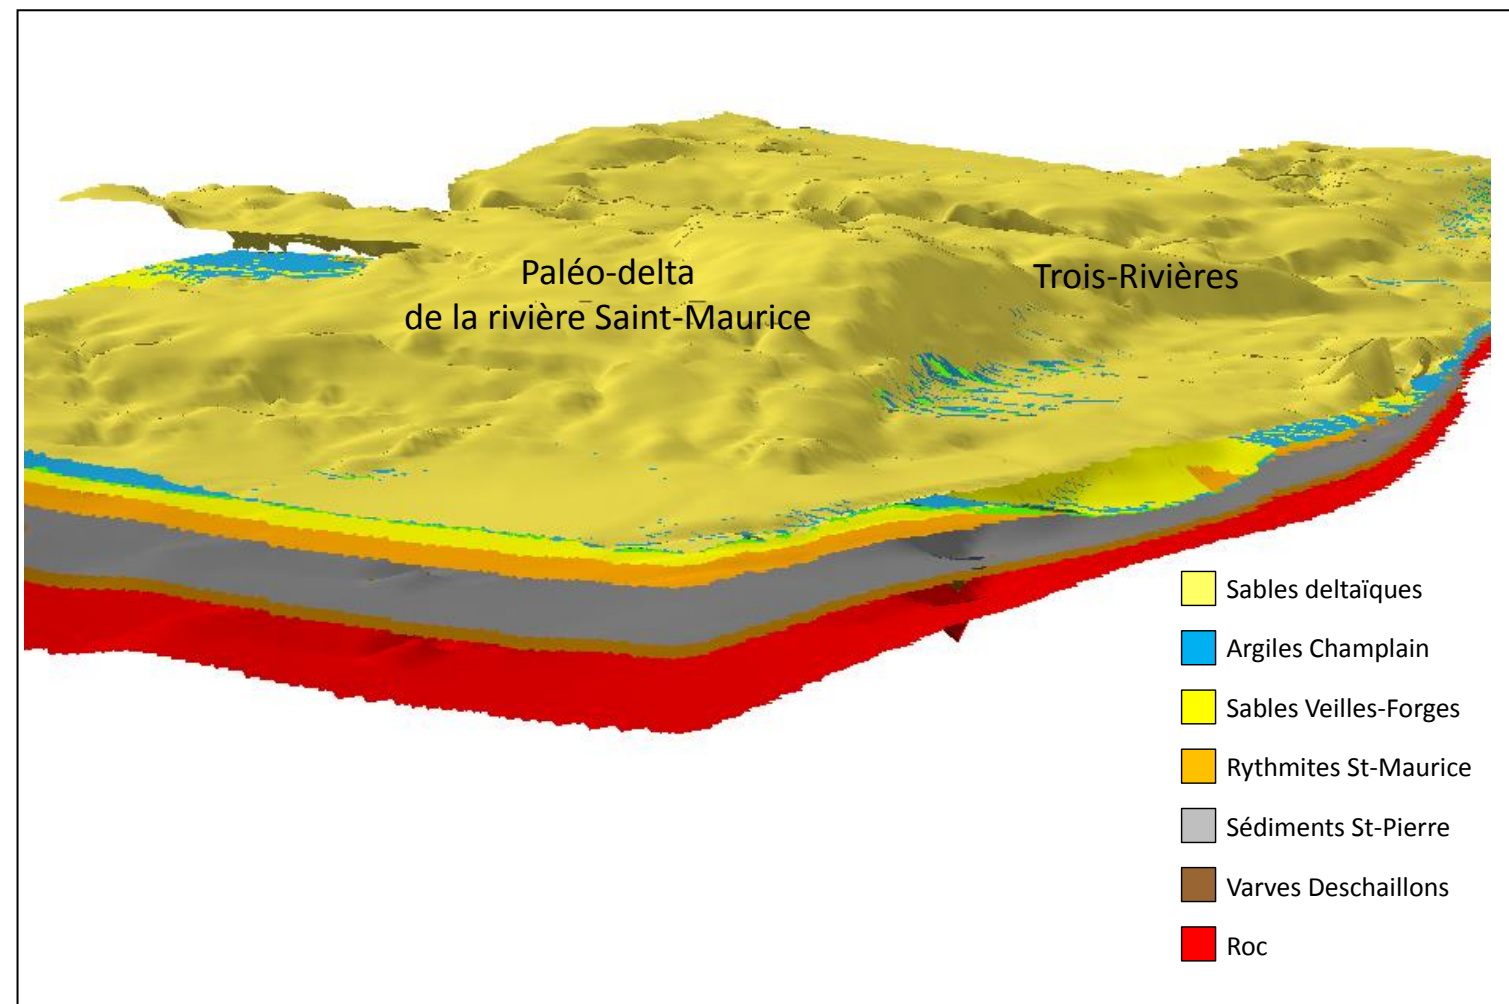 Paléo-delta
de la rivière Saint-Maurice
Trois-Rivières
Sables deltaïques
Argiles Champlain
Sables Veilles-Forges
Rythmites St-Maurice
Sédiments St-Pierre
Varves Deschaillons
Roc